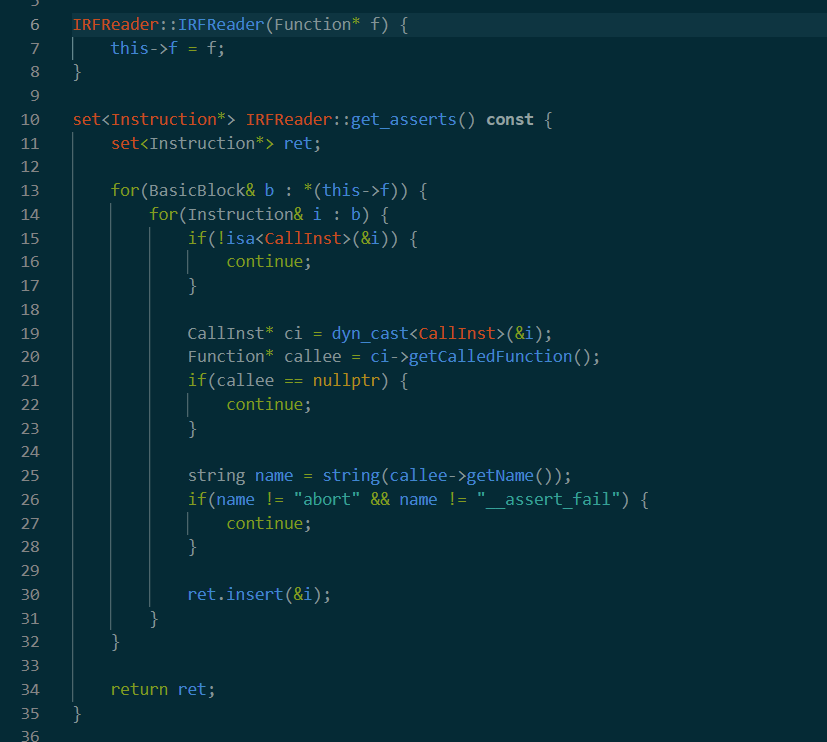 5
6 IRFReader::IRFReader(Function* f) {
7     this->f = f;
8 }
9
10 set<Instruction*> IRFReader::get_asserts() const {
11     set<Instruction*> ret;
12
13     for(BasicBlock& b : *(this->f)) {
14         for(Instruction& i : b) {
15             if(!isa<CallInst>(&i)) {
16                 continue;
17             }
18
19             CallInst* ci = dyn_cast<CallInst>(&i);
20             Function* callee = ci->getCalledFunction();
21             if(callee == nullptr) {
22                 continue;
23             }
24
25             string name = string(callee->getName());
26             if(name != "abort" && name != "__assert_fail") {
27                 continue;
28             }
29
30             ret.insert(&i);
31         }
32     }
33
34     return ret;
35 }
36